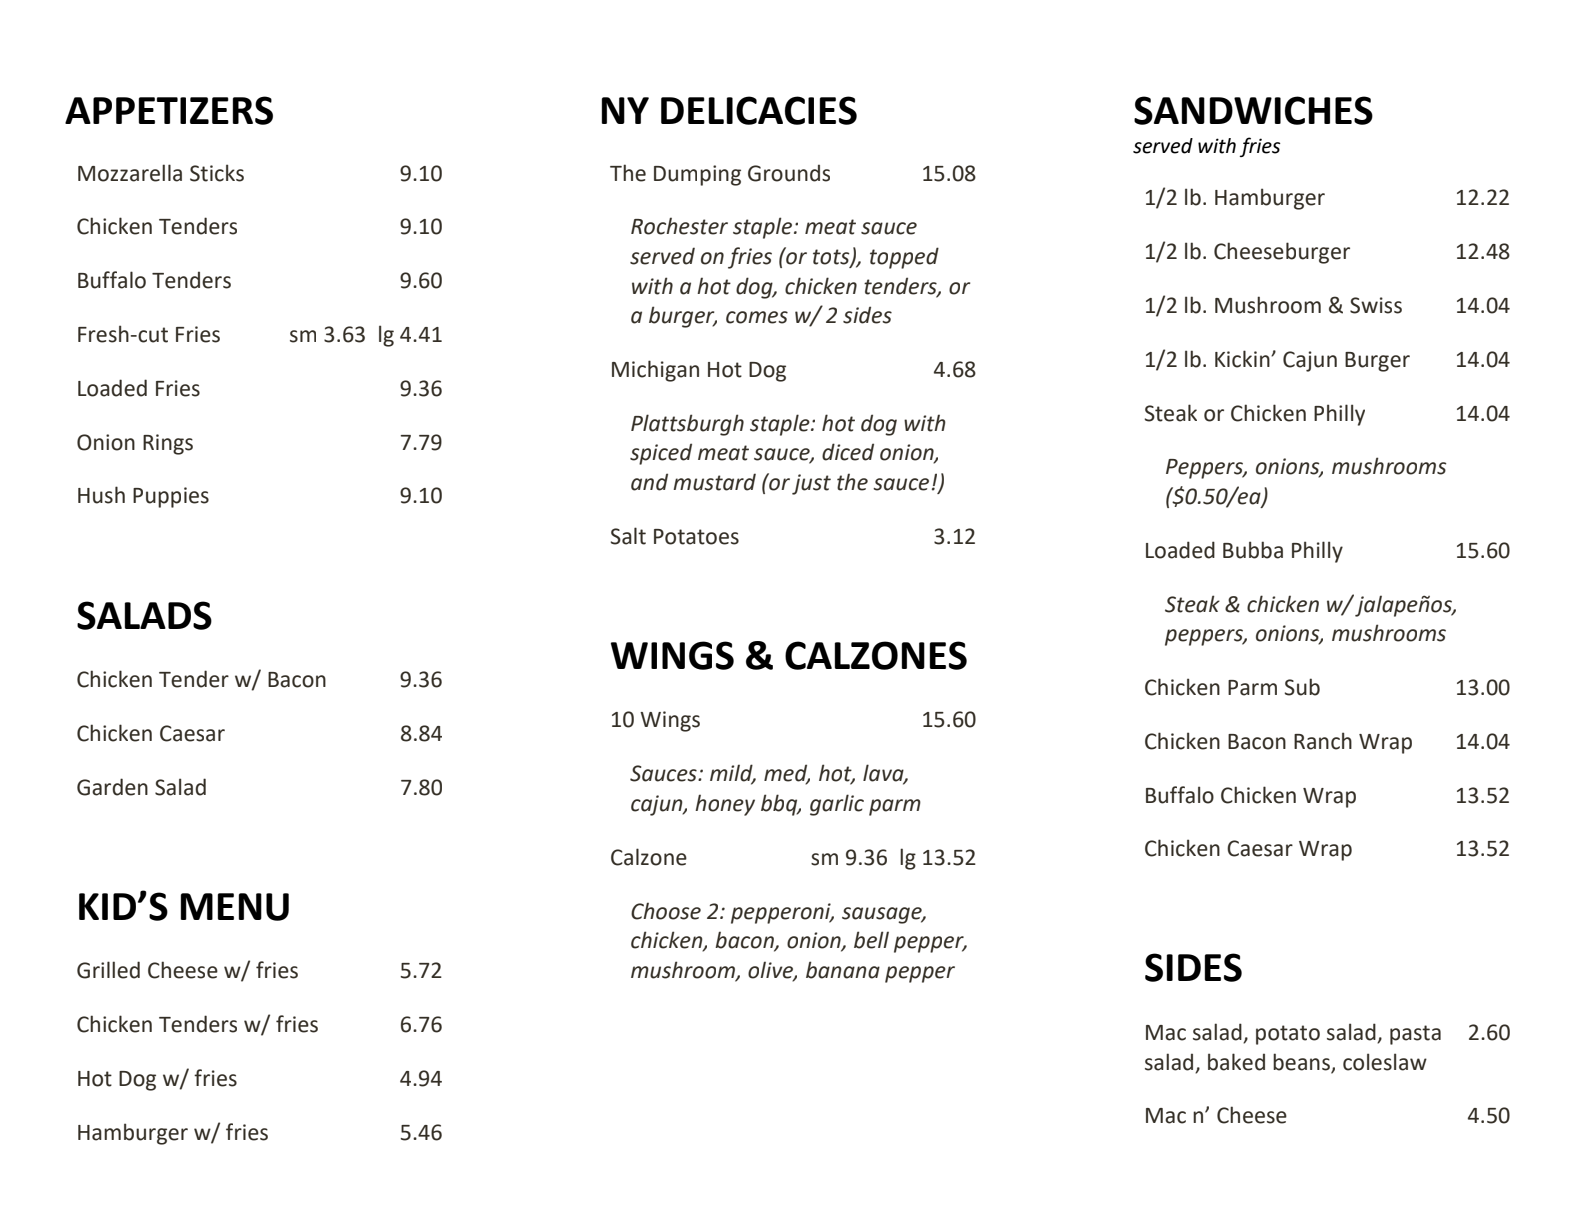 APPETIZERS
Mozzarella Sticks 9.10
Chicken Tenders 9.10
Buffalo Tenders 9.60
Fresh-cut Fries sm 3.63 lg 4.41
Loaded Fries 9.36
Onion Rings 7.79
Hush Puppies 9.10
SALADS
Chicken Tender w/ Bacon 9.36
Chicken Caesar 8.84
Garden Salad 7.80
KID’S MENU
Grilled Cheese w/ fries 5.72
Chicken Tenders w/ fries 6.76
Hot Dog w/ fries 4.94
Hamburger w/ fries 5.46
NY DELICACIES
The Dumping Grounds 15.08
Rochester staple: meat sauce
served on fries (or tots), topped
with a hot dog, chicken tenders, or
a burger, comes w/ 2 sides
Michigan Hot Dog 4.68
Plattsburgh staple: hot dog with
spiced meat sauce, diced onion,
and mustard (or just the sauce!)
Salt Potatoes 3.12
WINGS & CALZONES
10 Wings 15.60
Sauces: mild, med, hot, lava,
cajun, honey bbq, garlic parm
Calzone sm 9.36 lg 13.52
Choose 2: pepperoni, sausage,
chicken, bacon, onion, bell pepper,
mushroom, olive, banana pepper
SANDWICHES
served with fries
1/2 lb. Hamburger 12.22
1/2 lb. Cheeseburger 12.48
1/2 lb. Mushroom & Swiss 14.04
1/2 lb. Kickin’ Cajun Burger 14.04
Steak or Chicken Philly 14.04
Peppers, onions, mushrooms
($0.50/ea)
Loaded Bubba Philly 15.60
Steak & chicken w/ jalapeños,
peppers, onions, mushrooms
Chicken Parm Sub 13.00
Chicken Bacon Ranch Wrap 14.04
Buffalo Chicken Wrap 13.52
Chicken Caesar Wrap 13.52
SIDES
Mac salad, potato salad, pasta 2.60
salad, baked beans, coleslaw
Mac n’ Cheese 4.50